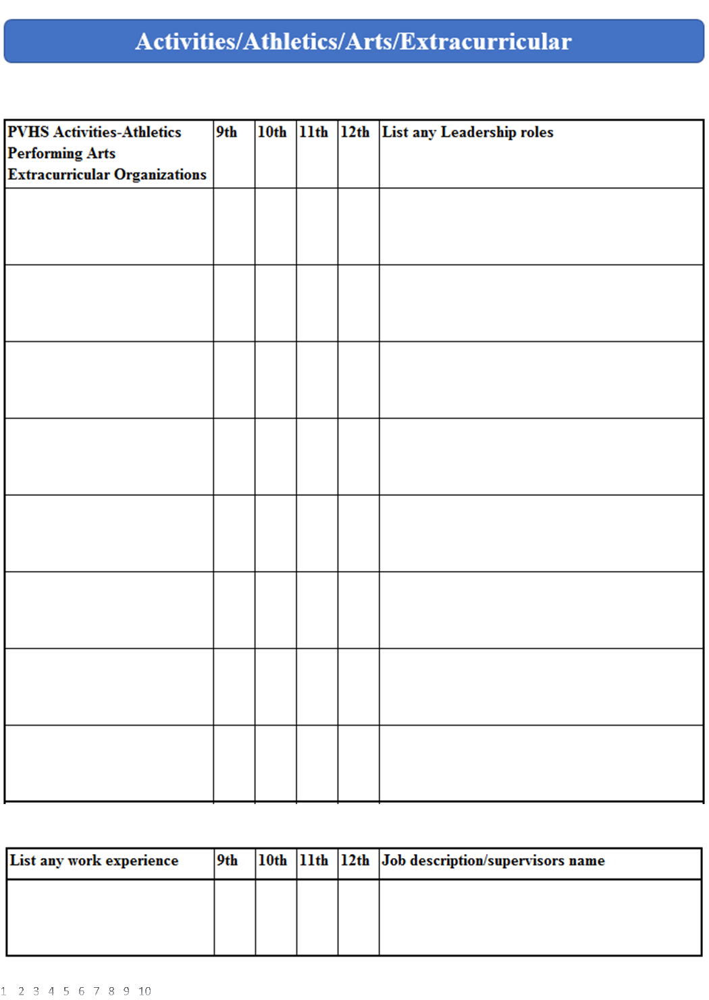 Activities/Athletics/Arts/Extracurricular
PVHS Activities-Athletics 9th 10th 11th 12th List any Leadership roles
Performing Arts
Extracurricular Organizations
List any work experience 9th 10th 11th 12th Job description/supervisors name
1 2 3 4 5 6 7 8 9 10